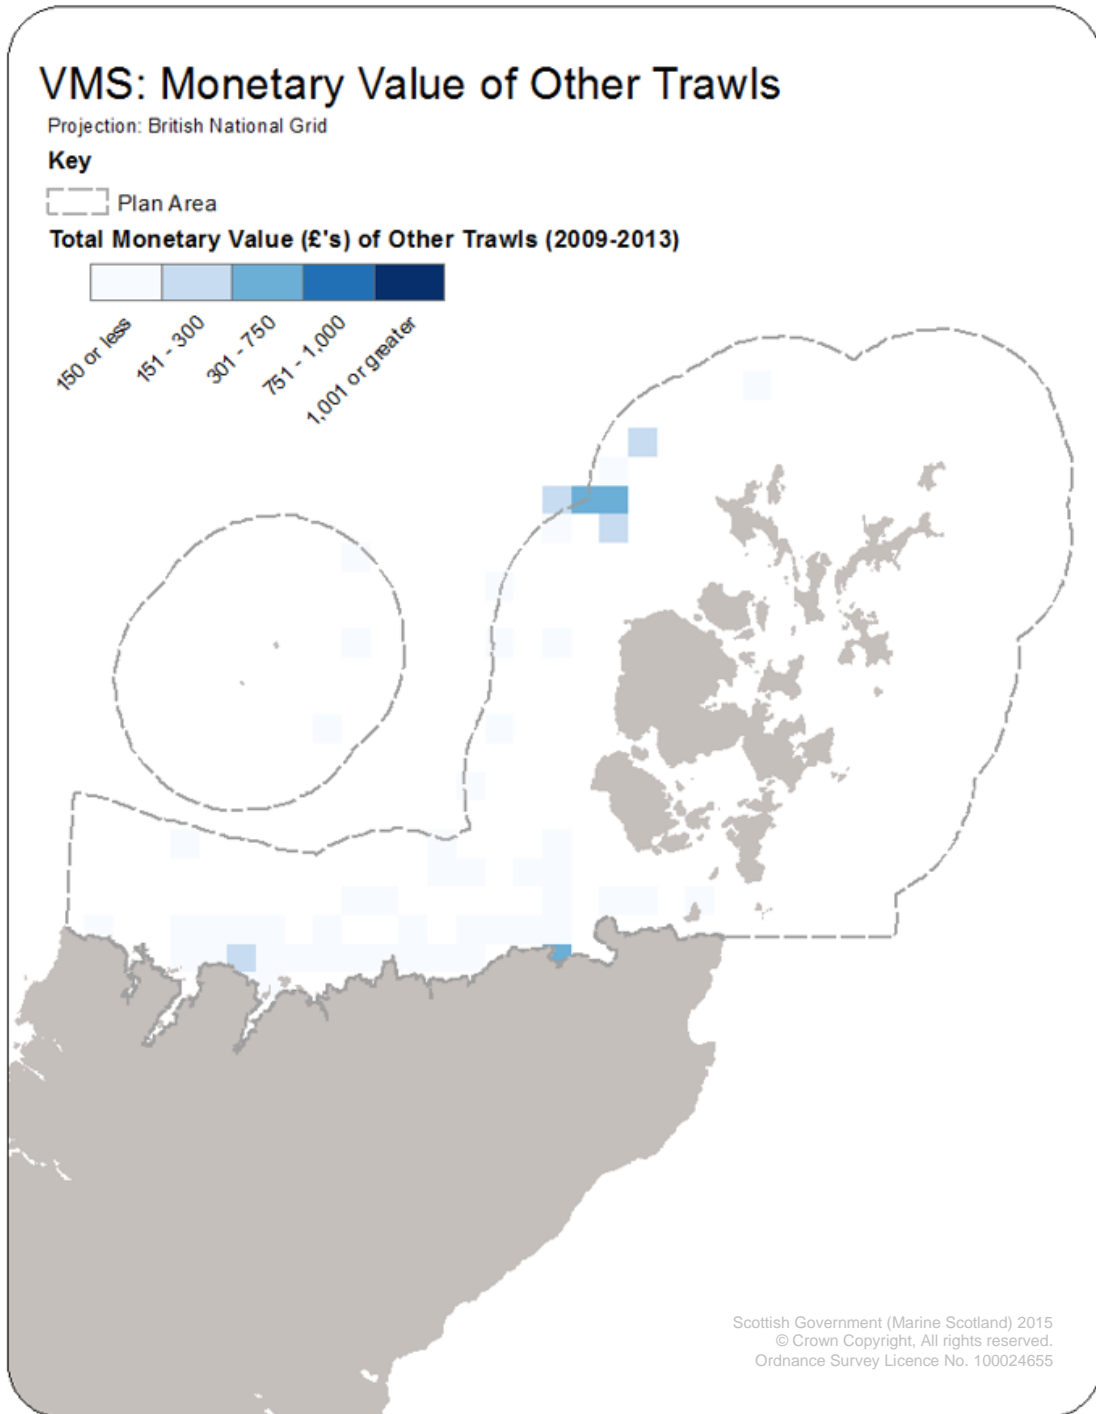 VMS: Monetary Value of Other Trawls
Projection: British National Grid
Key
Plan Area
Total Monetary Value (£'s) of Other Trawls (2009-2013)
150 or less
151 - 300
301 - 750
751 - 1,000
1,001 or greater
Scottish Government (Marine Scotland) 2015
© Crown Copyright, All rights reserved.
Ordnance Survey Licence No. 100024655